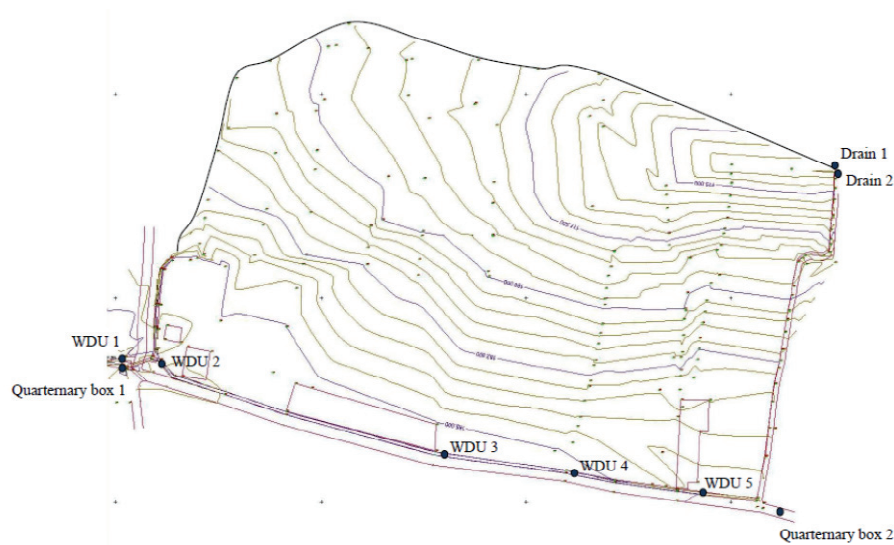 Drain 1
Drain 2
WDU 1
WDU 2
Quarternary box 1
WDU 3
WDU 4
WDU 5
Quarternary box 2